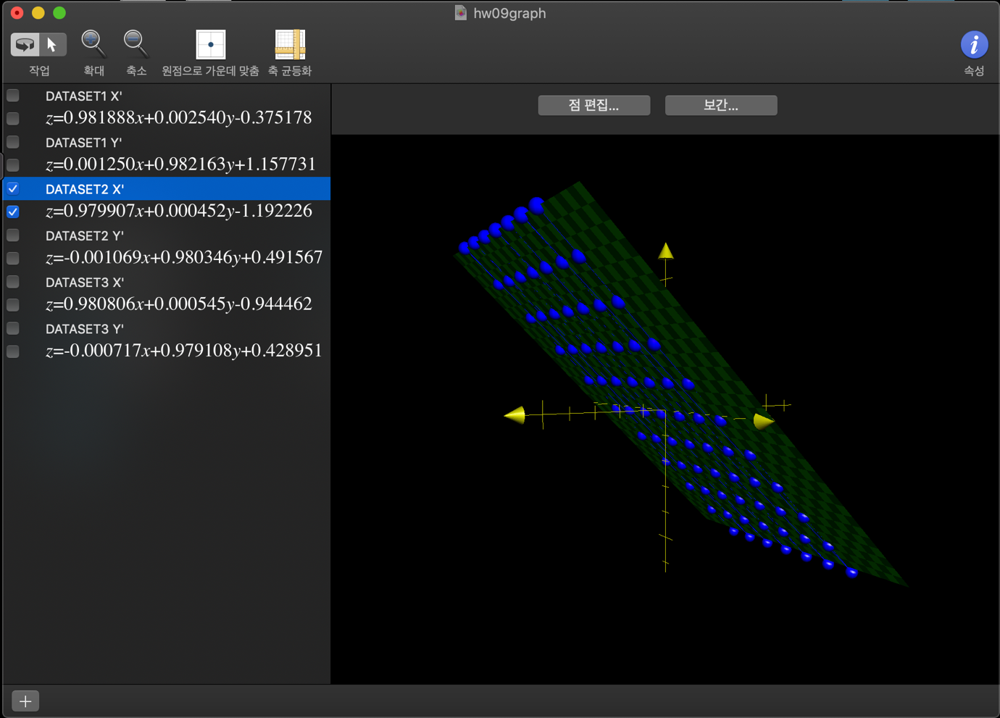 hw09graph
작업
확대
축소
원점으로 가운데 맞춤
축 균등화
속성
점 편집...
보간...
DATASET1 X'
z=0.981888x+0.002540y-0.375178
DATASET1 Y'
z=0.001250x+0.982163y+1.157731
DATASET2 X'
z=0.979907x+0.000452y-1.192226
DATASET2 Y'
z=-0.001069x+0.980346y+0.491567
DATASET3 X'
z=0.980806x+0.000545y-0.944462
DATASET3 Y'
z=-0.000717x+0.979108y+0.428951